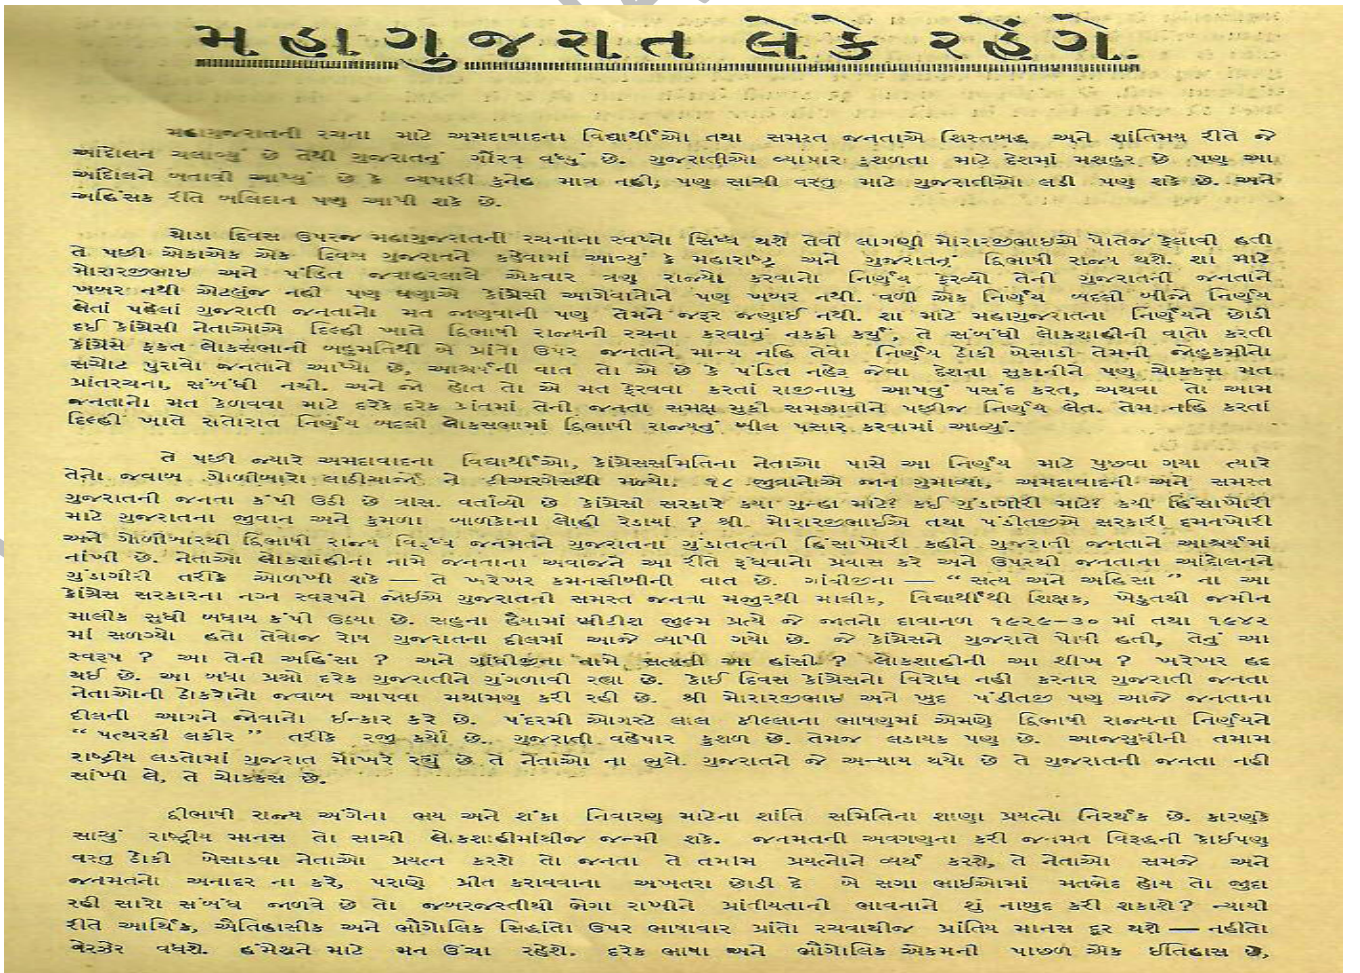 મહાગુજરાત લેકે રહેંગે.
મહાગુજરાતની રચના માટે અમદાવાદના વિદ્યાર્થીઓ તથા સમસ્ત જનતાએ શિસ્તબદ્ધ અને શાંતિમય રીતે જે
આંદોલન ચલાવ્યું છે તેથી ગુજરાતનું ગૌરવ વધ્યું છે. ગુજરાતીઓ વ્યાપાર કુશળતા માટે દેશમાં મશહુર છે પણ આ
આંદોલને બતાવી આપ્યું છે કે વ્યપારી કુનેહ માત્ર નહી, પણ સાચી વસ્તુ માટે ગુજરાતીઓ લડી પણ શકે છે. અને
અહિંસક રીતે બલિદાન પણ આપી શકે છે.
થોડા દિવસ ઉપરજ મહાગુજરાતની રચનાના સ્વપ્નો સિધ્ધ થશે તેવી લાગણી મોરારજીભાઇએ પોતેજ ફેલાવી હતી
તે પછી એકાએક એક દિવસ ગુજરાતને કહેવામાં આવ્યું કે મહારાષ્ટ્ર અને ગુજરાતનું દ્વિભાષી રાજ્ય થશે. શા માટે
મોરારજીભાઇ અને પંડિત જવાહરલાલે એકવાર ત્રણ રાજ્યો કરવાનો નિર્ણય ફેરવ્યો તેની ગુજરાતની જનતાને
ખબર નથી એટલુંજ નહી પણ ઘણાએ કોંગ્રેસી આગેવાનોને પણ ખબર નથી. વળી એક નિર્ણય બદલી બીજો નિર્ણય
લેતાં પહેલાં ગુજરાતી જનતાનો મત જાણવાની પણ તેમને જરૂર જણાઈ નથી. શા માટે મહાગુજરાતના નિર્ણયને છોડી
દઈ કોંગ્રેસી નેતાઓએ દિલ્હી ખાતે દ્વિભાષી રાજ્યની રચના કરવાનું નક્કી કર્યું, તે સંબંધી લોકશાહીની વાતો કરતી
કોંગ્રેસે ફકત લોકસભાની બહુમતિથી બે પ્રાંતો ઉપર જનતાને માન્ય નહિ તેવા નિર્ણય ઠોકી બેસાડી તેમની જોહુકમીનો
સચોટ પુરાવો જનતાને આપ્યો છે, આશ્ચર્યની વાત તો એ છે કે પંડિત નહેરૂ જેવા દેશના સુકાનીને પણ ચોક્કસ મત
પ્રાંતરચના, સંબંધી નથી. અને જો હોત તો એ મત ફેરવવા કરતાં રાજીનામુ આપવું પસંદ કરત, અથવા તો આમ
જનતાનો મત કેળવવા માટે દરેકે દરેક પ્રાંતમાં તેની જનતા સમક્ષ મુકી સમજાવીને પછીજ નિર્ણય લેત. તેમ નહિ કરતાં
દિલ્હી ખાતે રાતોરાત નિર્ણય બદલી લોકસભામાં દ્વિભાષી રાજ્યનું બીલ પસાર કરવામાં આવ્યું.
તે પછી જ્યારે અમદાવાદના વિદ્યાર્થીઓ, કોંગ્રેસસમિતિના નેતાઓ પાસે આ નિર્ણય માટે પુછવા ગયા ત્યારે
તેનો જવાબ ગોળીબારો લાઠીચાર્જો ને ટીઅરગેસથી મળ્યો. ૧૮ જુવાનોએ જાન ગુમાવ્યાં, અમદાવાદની અને સમસ્ત
ગુજરાતની જનતા કંપી ઉઠી છે ત્રાસ. વર્તાવ્યો છે કોંગ્રેસી સરકારે કયા ગુન્હા માટે? કઈ ગુંડાગીરી માટે? કયી હિંસાખોરી
માટે ગુજરાતના જુવાન અને કુમળા બાળકોના લોહી રેડાયાં ? શ્રી મોરારજીભાઈએ તથા પંડીતજીએ સરકારી દમનખોરી
અને ગોળીબારથી દ્વિભાષી રાજ્ય વિરૂધ્ધ જનમતને ગુજરાતના ગુંડાતત્વની હિંસાખોરી કહીને ગુજરાતી જનતાને આશ્ચર્યમાં
નાંખી છે. નેતાઓ લોકશાહીના નામે જનતાના અવાજને આ રીતે રૂંધવાનો પ્રયાસ કરે અને ઉપરથી જનતાના આંદોલનને
ગુંડાગીરી તરીકે ઓળખી શકે — તે ખરેખર કમનસીબીની વાત છે. ગાંધીજીના — “ સત્ય અને અહિંસા ” ના આ
કોંગ્રેસ સરકારના નગ્ન સ્વરૂપને જોઈએ ગુજરાતની સમસ્ત જનતા મજુરથી માલીક, વિદ્યાર્થીથી શિક્ષક, ખેડુતથી જમીન
માલીક સુધી બધાય કંપી ઉઠયા છે. સહુના હૈયામાં બ્રીટીશ જુલ્મ પ્રત્યે જે જાતનો દાવાનળ ૧૯૨૯-૩૦ માં તથા ૧૯૪૨
માં સળગ્યો હતો તેવોજ રોષ ગુજરાતના દીલમાં આજે વ્યાપી ગયો છે. જે કોંગ્રેસને ગુજરાતે પોષી હતી, તેનું આ
સ્વરૂપ ? આ તેની અહિંસા ? અને ગાંધીજીના નામે સતાની આ હાંસી ? લોકશાહીની આ શીખ ? ખરેખર હદ
થઈ છે. આ બધા પ્રશ્નો દરેક ગુજરાતીને ગુંગળાવી રહ્યા છે. કોઈ દિવસ કોંગ્રેસનો વિરોધ નહી કરનાર ગુજરાતી જનતા
નેતાઓની ઠોકરોનો જવાબ આપવા મથામણ કરી રહી છે. શ્રી મોરારજીભાઇ અને ખુદ પંડીતજી પણ આજે જનતાના
દીલની આગને જોવાનો ઈન્કાર કરે છે. પંદરમી ઓગસ્ટે લાલ કીલ્લાના ભાષણમાં એમણે દ્વિભાષી રાજ્યના નિર્ણયને
“ પત્થરકી લકીર ” તરીકે રજી કર્યો છે. ગુજરાતી વહેપાર કુશળ છે. તેમજ લડાયક પણ છે. આજસુધીની તમામ
રાષ્ટ્રીય લડતોમાં ગુજરાત મોખરે રહ્યું છે તે નેતાઓ ના ભુલે. ગુજરાતને જે અન્યાય થયો છે તે ગુજરાતની જનતા નહી
સાંખી લે, તે ચોક્કસ છે.
દ્વીભાષી રાજ્ય અંગેના ભય અને શંકા નિવારણ માટેના શાંતિ સમિતિના શાણા પ્રયત્નો નિરર્થક છે. કારણકે
સાચું રાષ્ટ્રીય માનસ તો સાચી લોકશાહીમાંથીજ જન્મી શકે. જનમતની અવગણના કરી જનમત વિરૂદ્ધની કોઈપણ
વસ્તુ ઠોકી બેસાડવા નેતાઓ પ્રયત્ન કરશે તો જનતા તે તમામ પ્રયત્નોને વ્યર્થ કરશે, તે નેતાઓ સમજે અને
જનમતનો અનાદર ના કરે, પરાણે પ્રીત કરાવવાના અખતરા છોડી દે બે સગા ભાઈઓમાં મતભેદ હોય તો જુદા
રહી સારો સંબંધ જાળવે છે તો જબરજસ્તીથી ભેગા રાખીને પ્રાંતીયતાની ભાવનાને શું નાબુદ કરી શકાશે? ન્યાયી
રીતે આર્થિક, ઐતિહાસીક અને ભૌગોલિક સિદ્ધાંતો ઉપર ભાષાવાર પ્રાંતો રચવાથીજ પ્રાંતિય માનસ દૂર થશે — નહીતો
વેરઝેર વધશે. હંમેશને માટે મન ઉંચા રહેશે. દરેક ભાષા અને ભૌગોલિક એકમની પાછળ એક ઈતિહાસ છે,